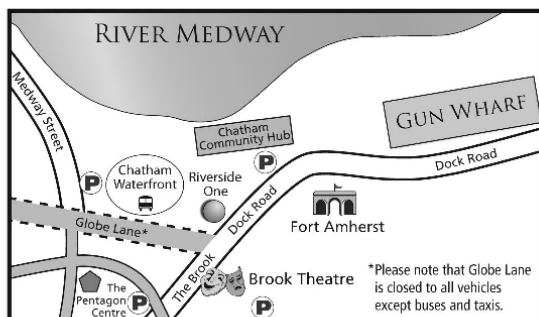 RIVER MEDWAY
Medway Street
GUN WHARF
Chatham
Community Hub
P
Dock Road
P
Chatham
Waterfront
Riverside
One
Dock Road
Fort Amherst
Globe Lane*
The Brook
Brook Theatre
The
Pentagon
Centre
P
P
*Please note that Globe Lane
is closed to all vehicles
except buses and taxis.